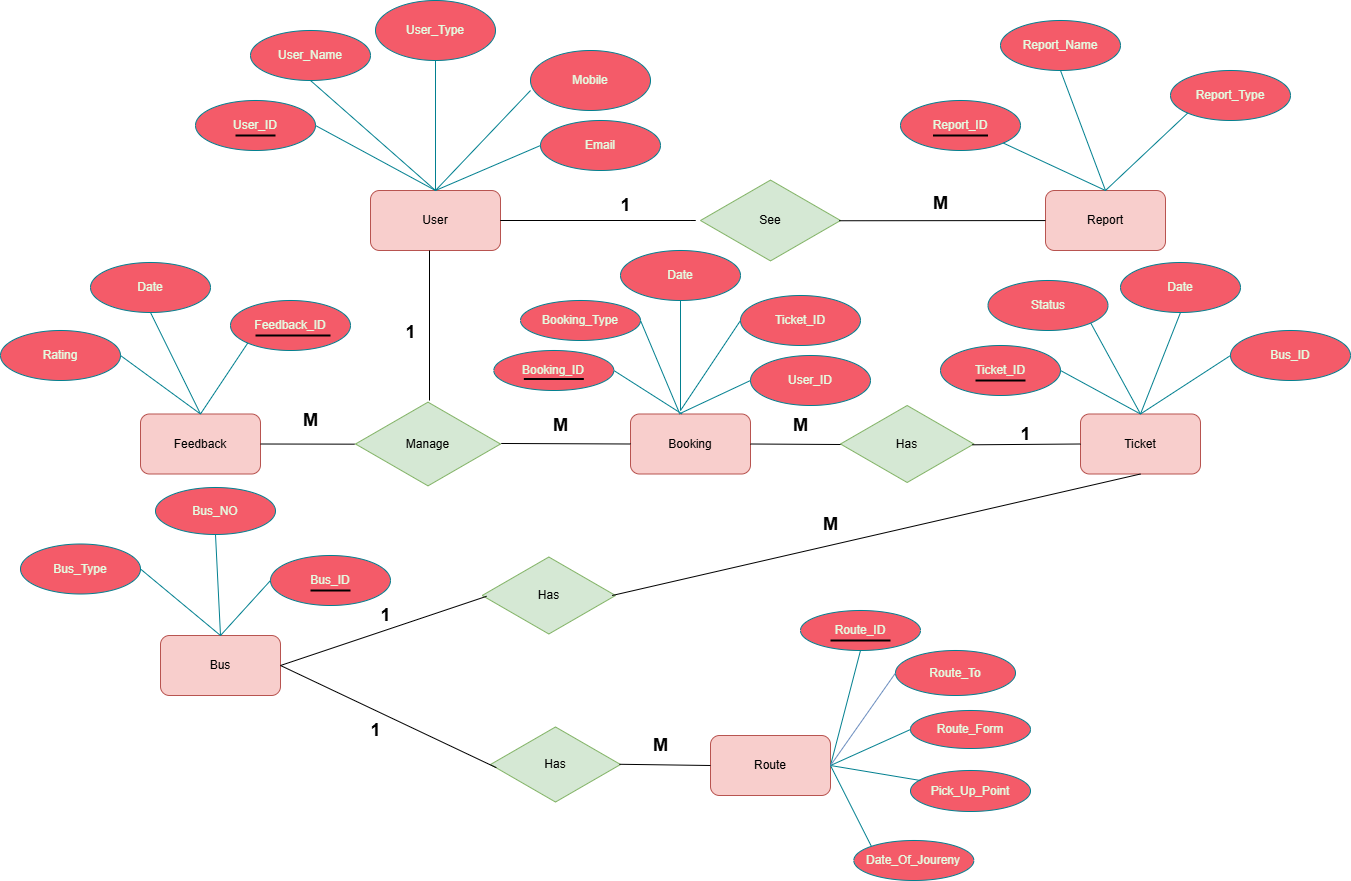 User_Type
User_Name
Mobile
User_ID
Email
Report_Name
Report_Type
Report_ID
User
1
See
M
Report
Date
Feedback_ID
Rating
1
Date
Booking_Type
Ticket_ID
Booking_ID
User_ID
Status
Date
Bus_ID
Ticket_ID
Feedback
M
Manage
M
Booking
M
Has
1
Ticket
Bus_NO
Bus_Type
Bus_ID
M
Has
1
Bus
Route_ID
Route_To
Route_Form
Pick_Up_Point
Date_Of_Joureny
1
Has
M
Route